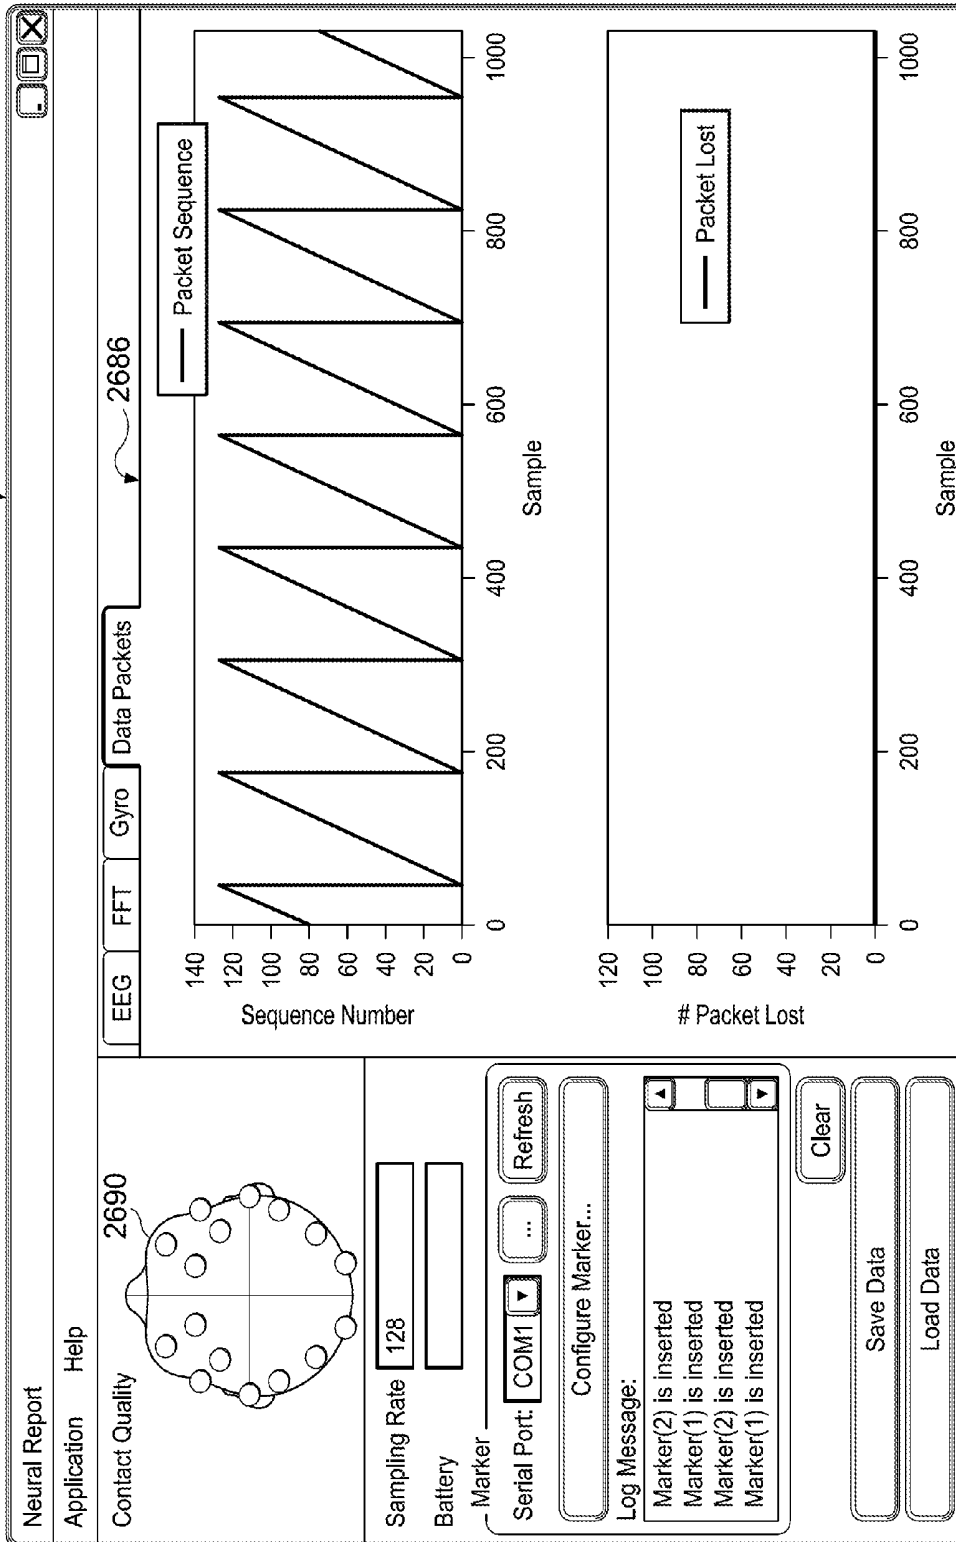 Neural Report
Application Help
Contact Quality
2690
Sampling Rate 128
Battery
Marker
Serial Port: COM1 ... Refresh
Configure Marker...
Log Message:
Marker(2) is inserted
Marker(1) is inserted
Marker(2) is inserted
Marker(1) is inserted
Clear
Save Data
Load Data
EEG FFT Gyro Data Packets
2686
Packet Sequence
Sequence Number
140
120
100
80
60
40
20
0
0 200 400 600 800 1000
Sample
Packet Lost
# Packet Lost
120
100
80
60
40
20
0
0 200 400 600 800 1000
Sample